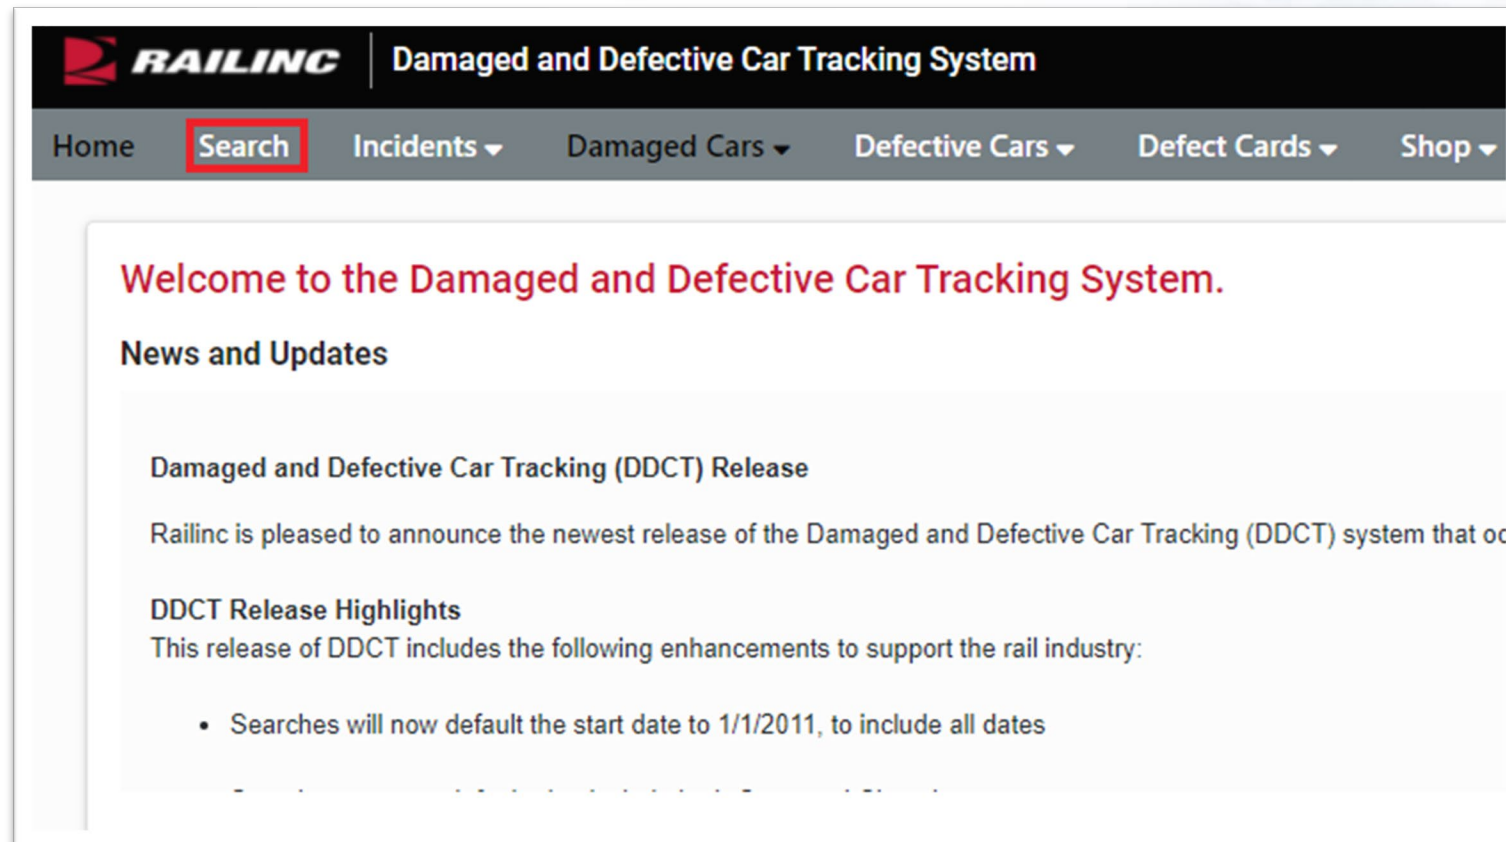 RAILINC Damaged and Defective Car Tracking System
Home Search Incidents Damaged Cars Defective Cars Defect Cards Shop
Welcome to the Damaged and Defective Car Tracking System.
News and Updates
Damaged and Defective Car Tracking (DDCT) Release
Railinc is pleased to announce the newest release of the Damaged and Defective Car Tracking (DDCT) system that
DDCT Release Highlights
This release of DDCT includes the following enhancements to support the rail industry:
• Searches will now default the start date to 1/1/2011, to include all dates